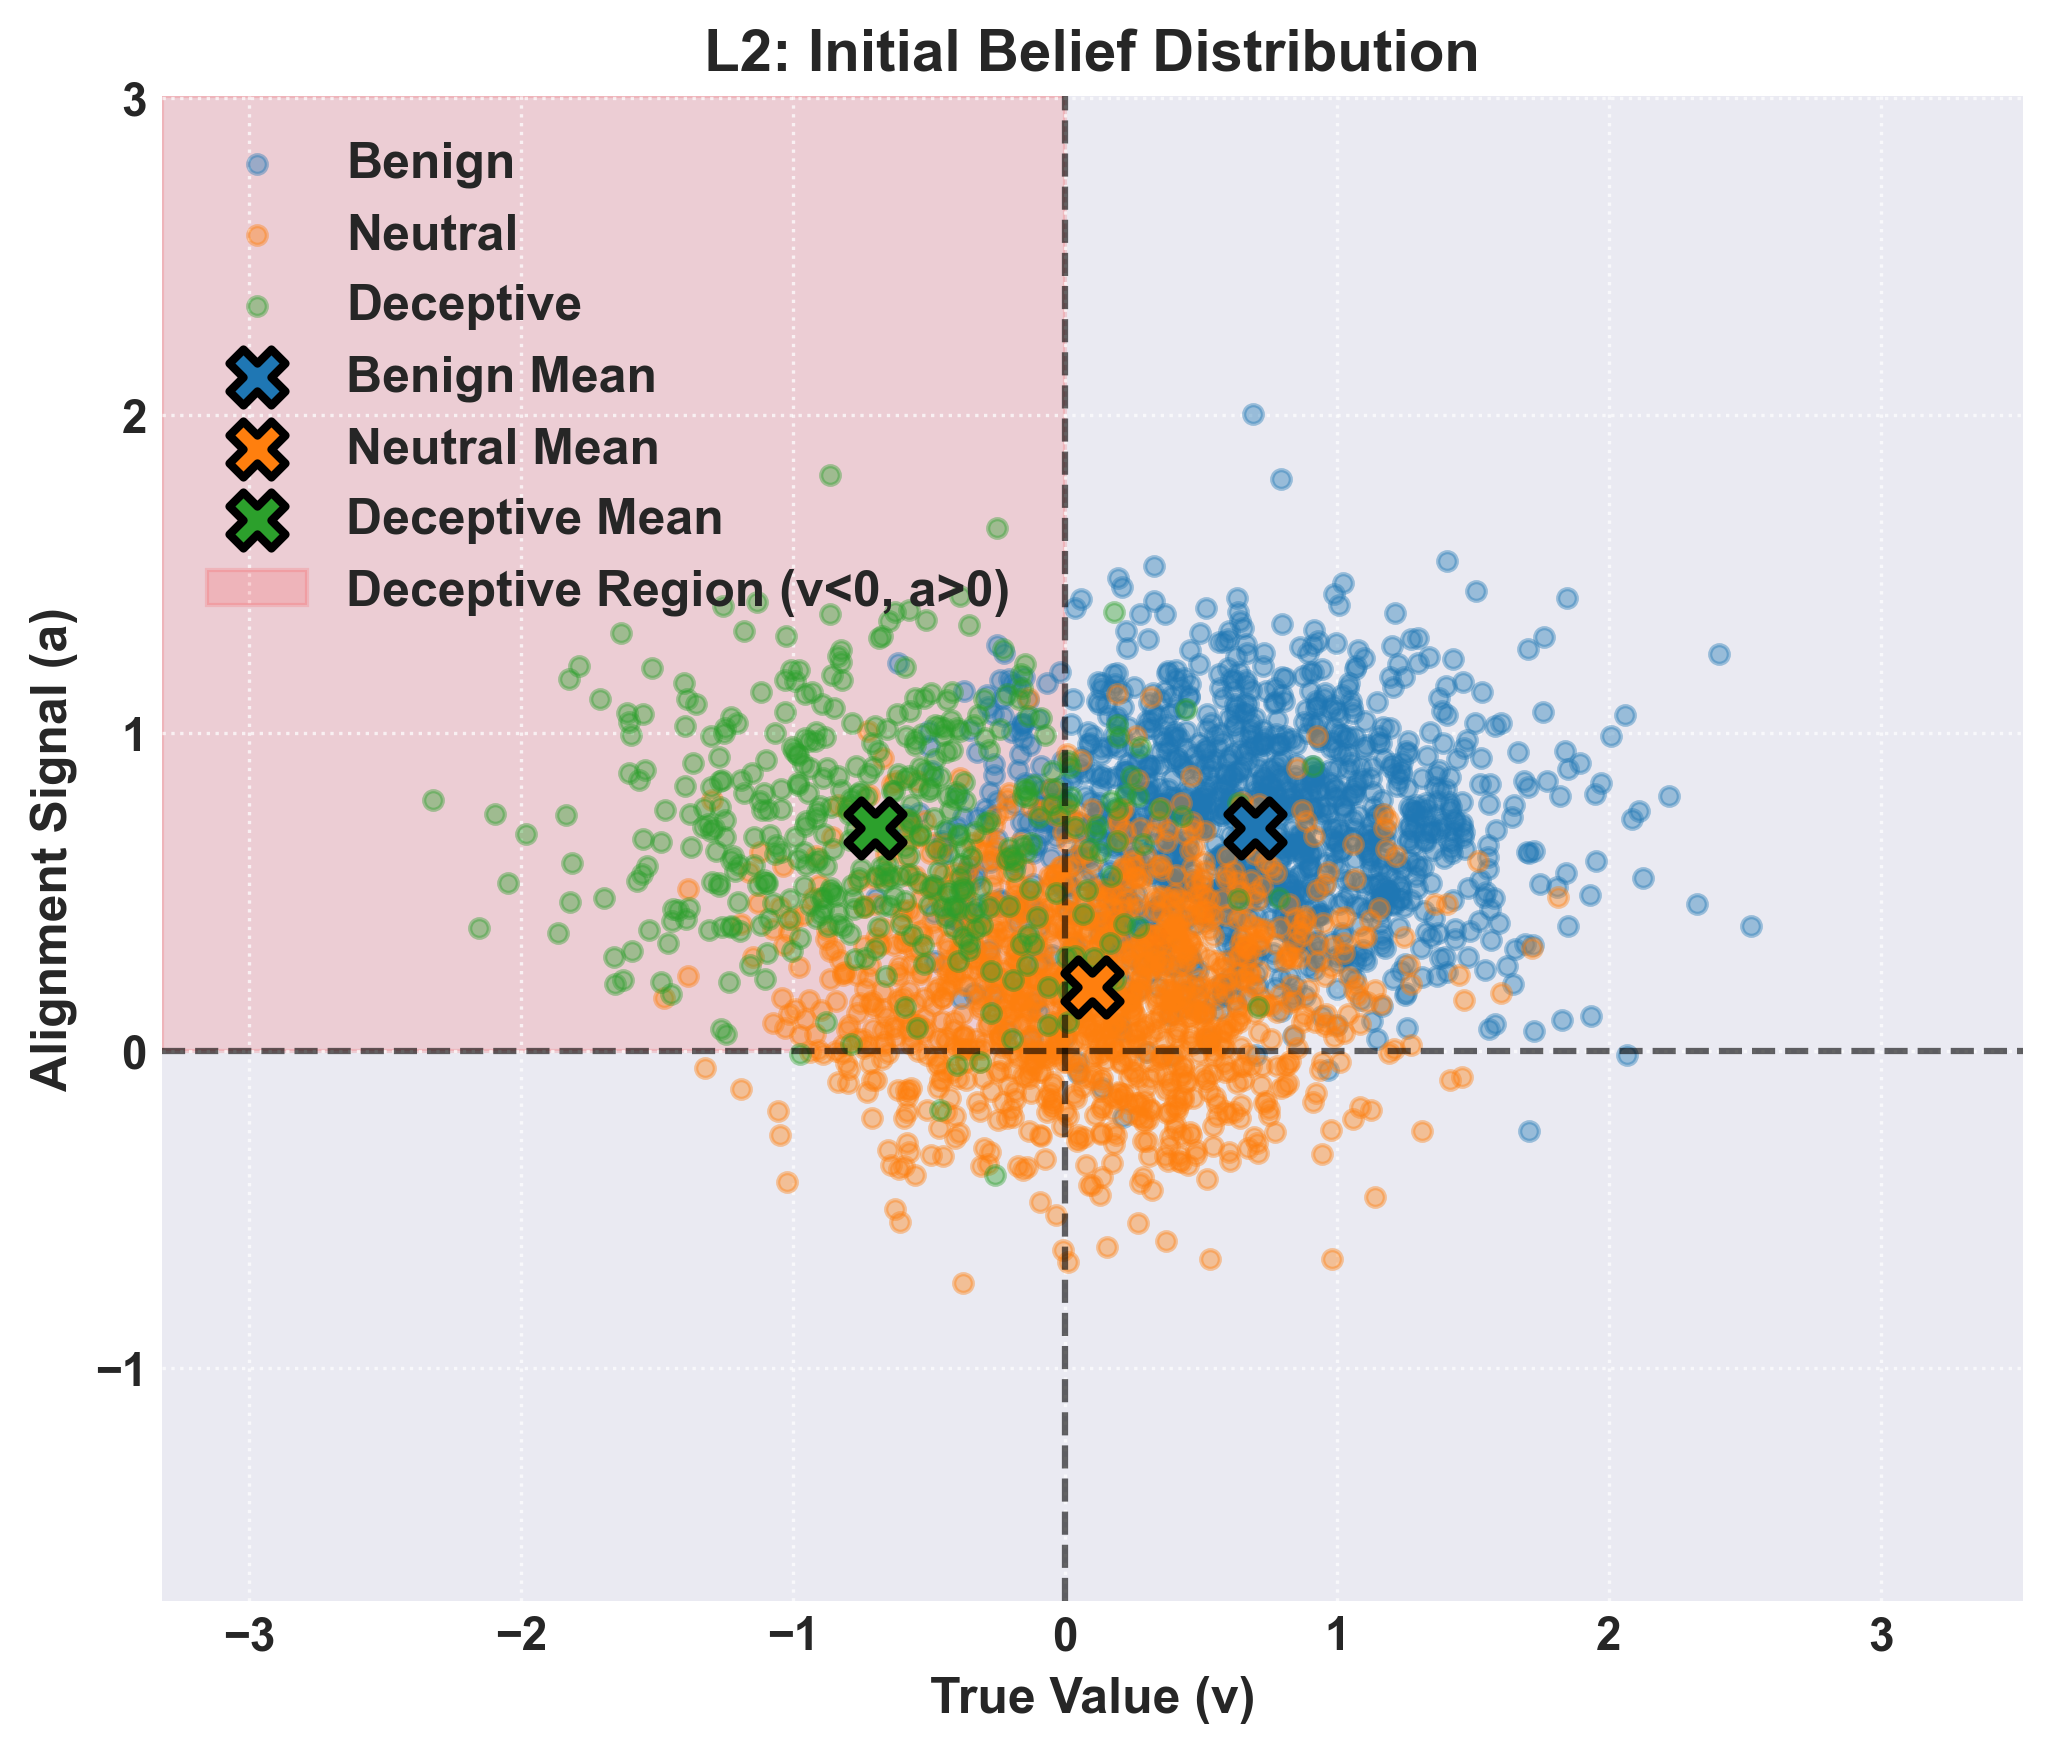 L2: Initial Belief Distribution
3
2
1
0
−1
Alignment Signal (a)
Benign
Neutral
Deceptive
Benign Mean
Neutral Mean
Deceptive Mean
Deceptive Region (v<0, a>0)
−3 −2 −1 0 1 2 3
True Value (v)